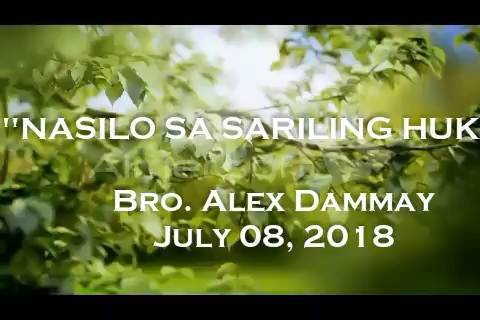 "NASILO SA SARILING HUK
Bro. Alex Dammay
July 08, 2018